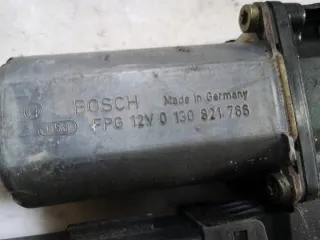 BOSCH Made in Germany
FPG 12V 0 130 821 766